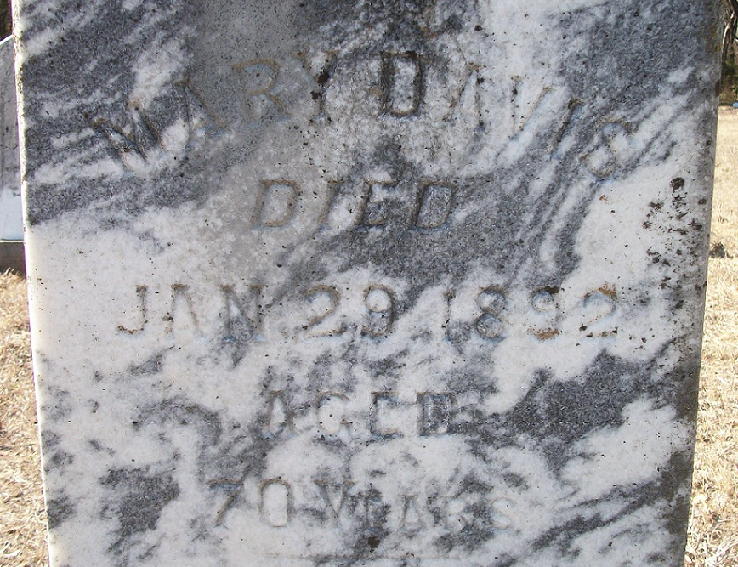 MARY DAVIS
DIED
JAN 29 1892
AGED
70 YEARS